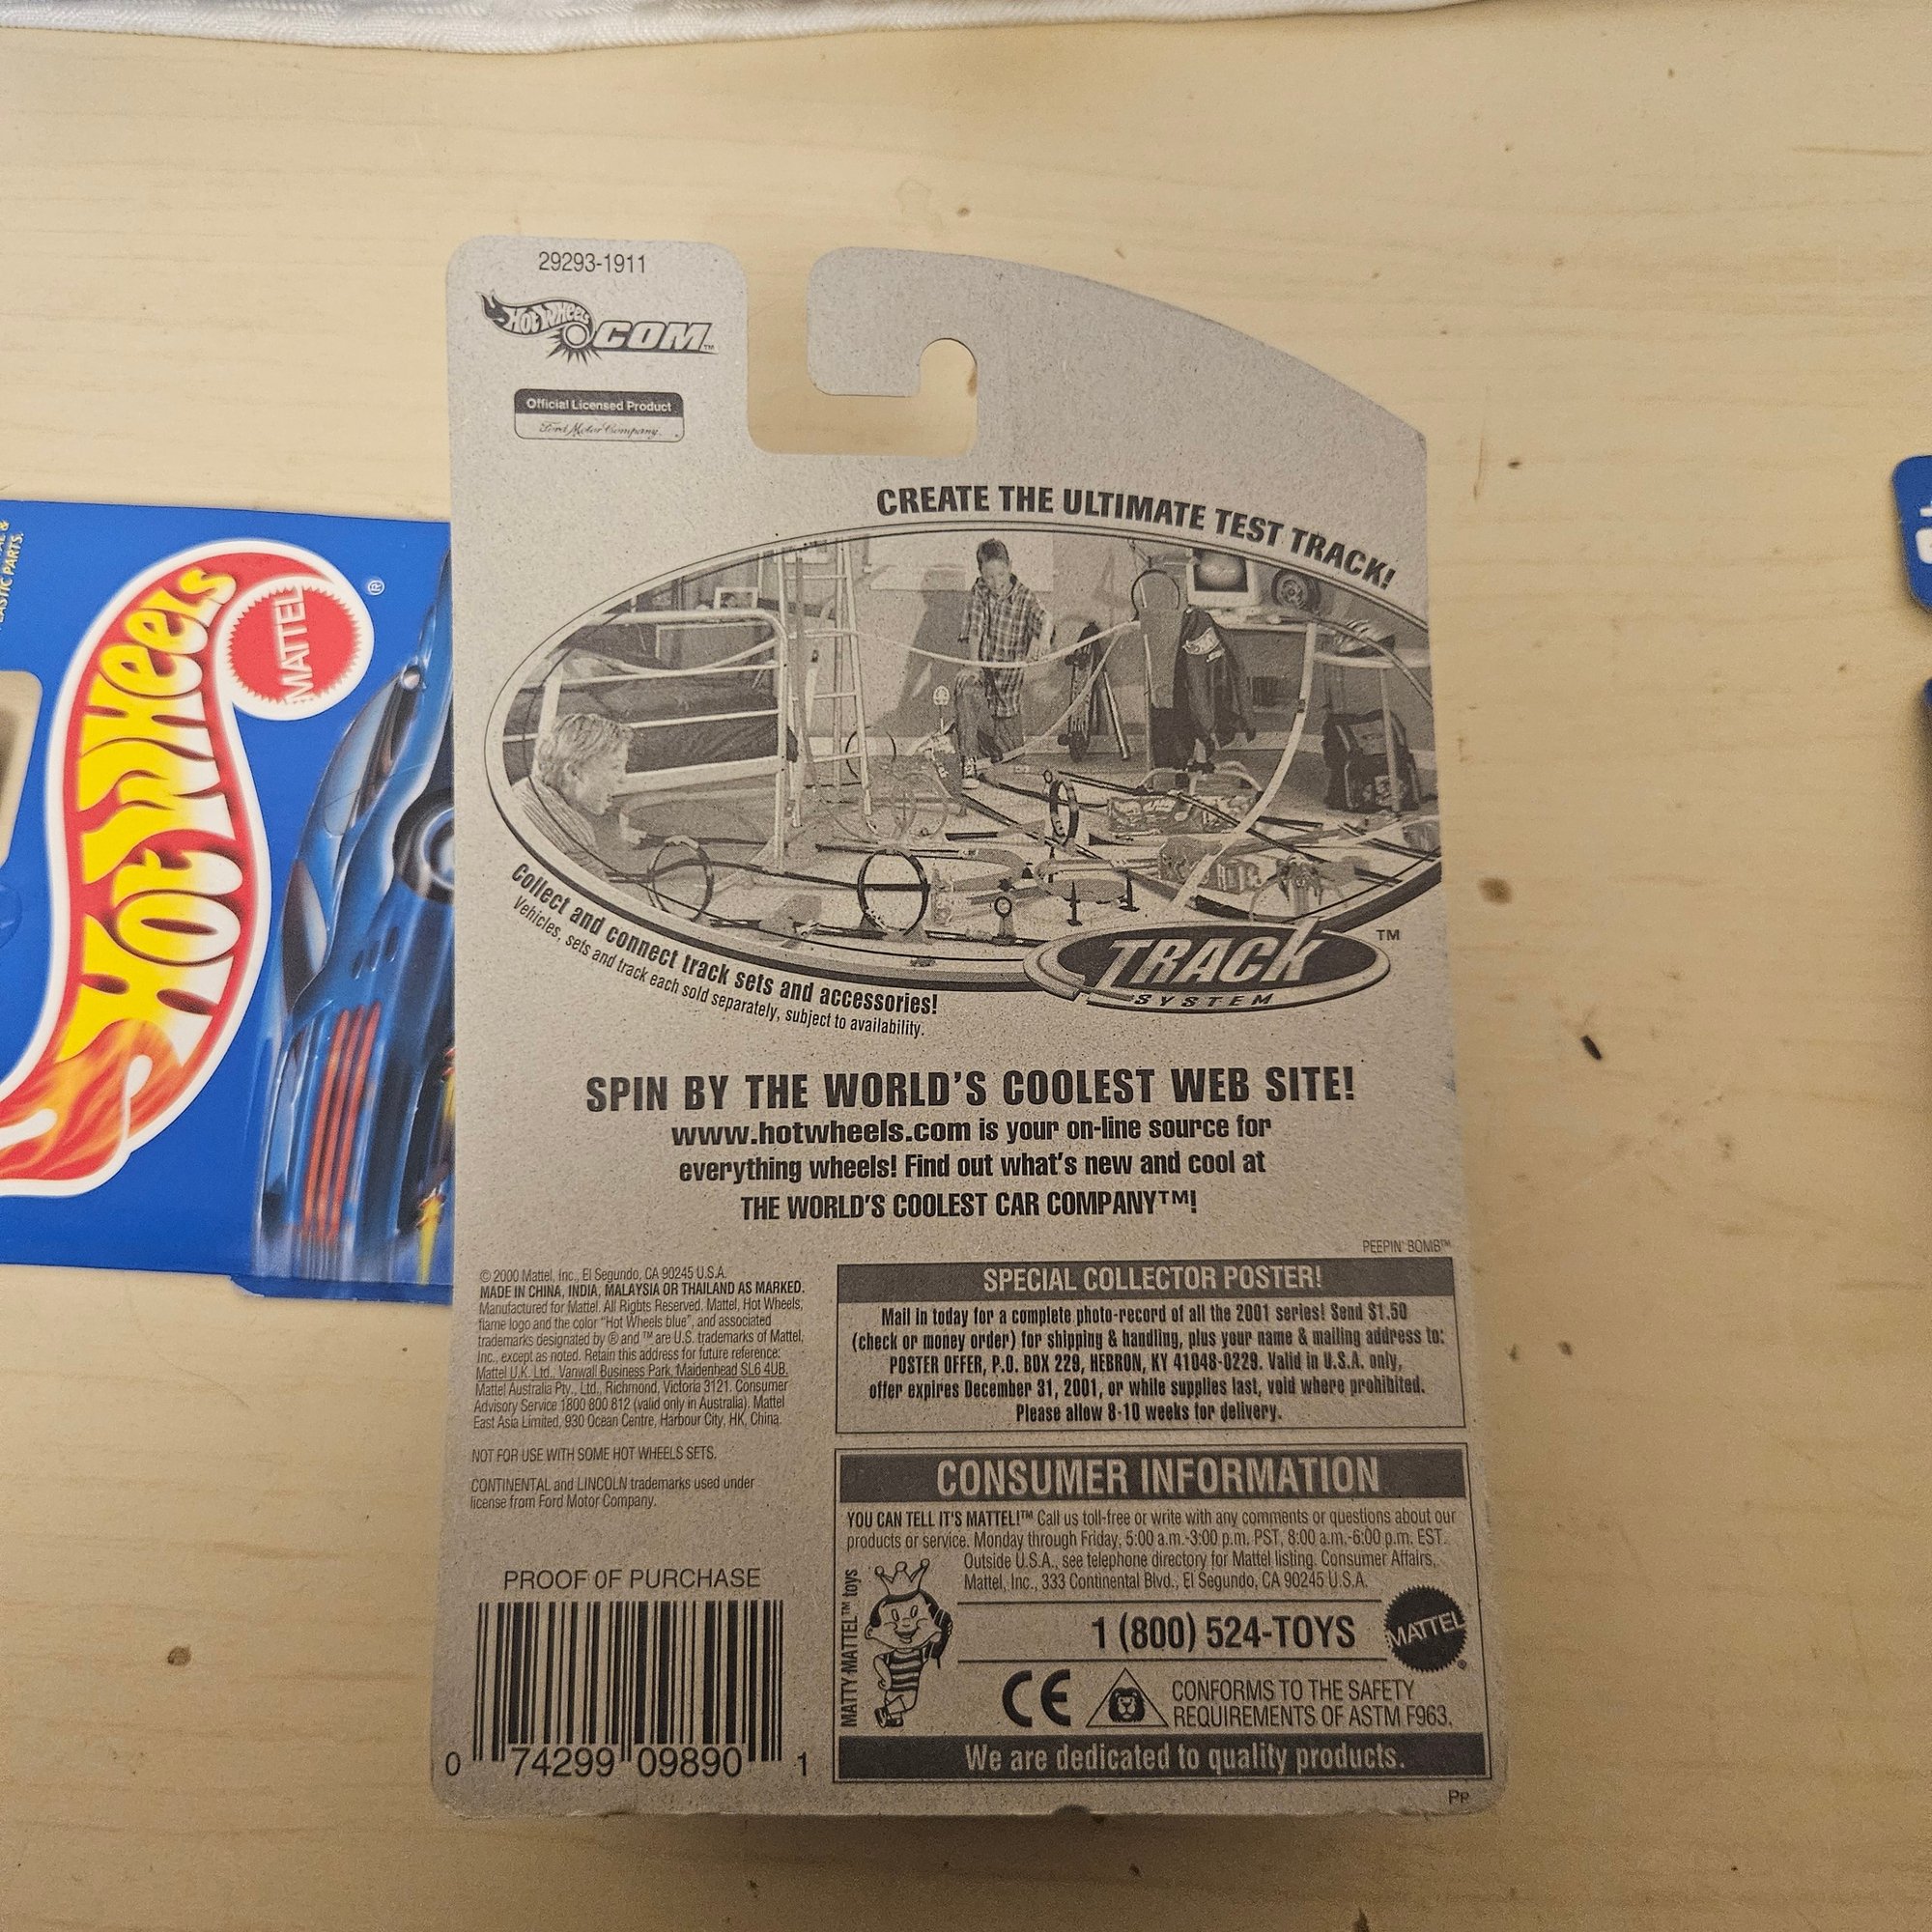 29293-1911
Hot Wheels .COM™
Official Licensed Product
Ford Motor Company
CREATE THE ULTIMATE TEST TRACK!
Collect and connect track sets and accessories!
Vehicles, sets and track each sold separately, subject to availability.
TRACK™
SYSTEM
SPIN BY THE WORLD'S COOLEST WEB SITE!
www.hotwheels.com is your on-line source for
everything wheels! Find out what's new and cool at
THE WORLD'S COOLEST CAR COMPANY™!
PEEPIN' BOMB™
© 2000 Mattel, Inc., El Segundo, CA 90245 U.S.A.
MADE IN CHINA, INDIA, MALAYSIA OR THAILAND AS MARKED.
Manufactured for Mattel. All Rights Reserved. Mattel, Hot Wheels,
flame logo and the color "Hot Wheels blue", and associated
trademarks designated by ® and ™ are U.S. trademarks of Mattel,
Inc., except as noted. Retain this address for future reference:
Mattel U.K. Ltd., Vanwall Business Park, Maidenhead SL6 4UB.
Mattel Australia Pty., Ltd., Richmond, Victoria 3121. Consumer
Advisory Service 1800 800 812 (valid only in Australia). Mattel
East Asia Limited, 930 Ocean Centre, Harbour City, HK, China.
NOT FOR USE WITH SOME HOT WHEELS SETS.
CONTINENTAL and LINCOLN trademarks used under
license from Ford Motor Company.
PROOF OF PURCHASE
0 74299 09890 1
SPECIAL COLLECTOR POSTER!
Mail in today for a complete photo-record of all the 2001 series! Send $1.50
(check or money order) for shipping & handling, plus your name & mailing address to:
POSTER OFFER, P.O. BOX 229, HEBRON, KY 41048-0229. Valid in U.S.A. only,
offer expires December 31, 2001, or while supplies last, void where prohibited.
Please allow 8-10 weeks for delivery.
CONSUMER INFORMATION
YOU CAN TELL IT'S MATTEL!™ Call us toll-free or write with any comments or questions about our
products or service. Monday through Friday, 5:00 a.m.-3:00 p.m. PST, 8:00 a.m.-6:00 p.m. EST.
Outside U.S.A., see telephone directory for Mattel listing. Consumer Affairs,
Mattel, Inc., 333 Continental Blvd., El Segundo, CA 90245 U.S.A.
MATTY MATTEL™ toys
1 (800) 524-TOYS
MATTEL®
CE
CONFORMS TO THE SAFETY
REQUIREMENTS OF ASTM F963.
We are dedicated to quality products.
PP
Hot Wheels®
MATTEL
PARTS.